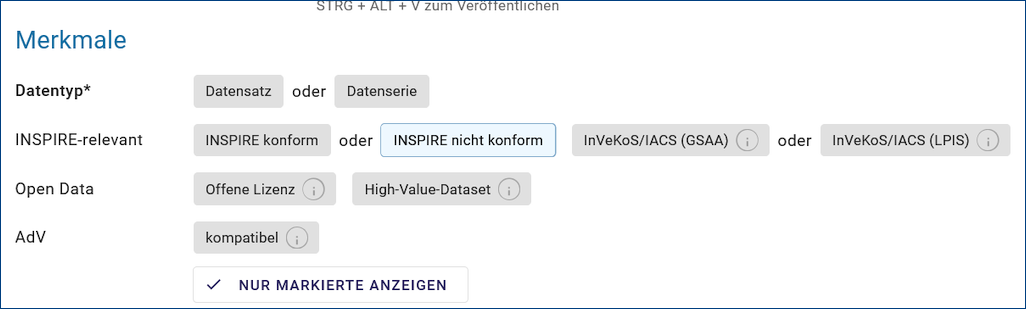 STRG + ALT + V zum Veröffentlichen
Merkmale
Datentyp* Datensatz oder Datenserie
INSPIRE-relevant INSPIRE konform oder INSPIRE nicht konform InVeKoS/IACS (GSAA) i oder InVeKoS/IACS (LPIS) i
Open Data Offene Lizenz i High-Value-Dataset i
AdV kompatibel i
NUR MARKIERTE ANZEIGEN